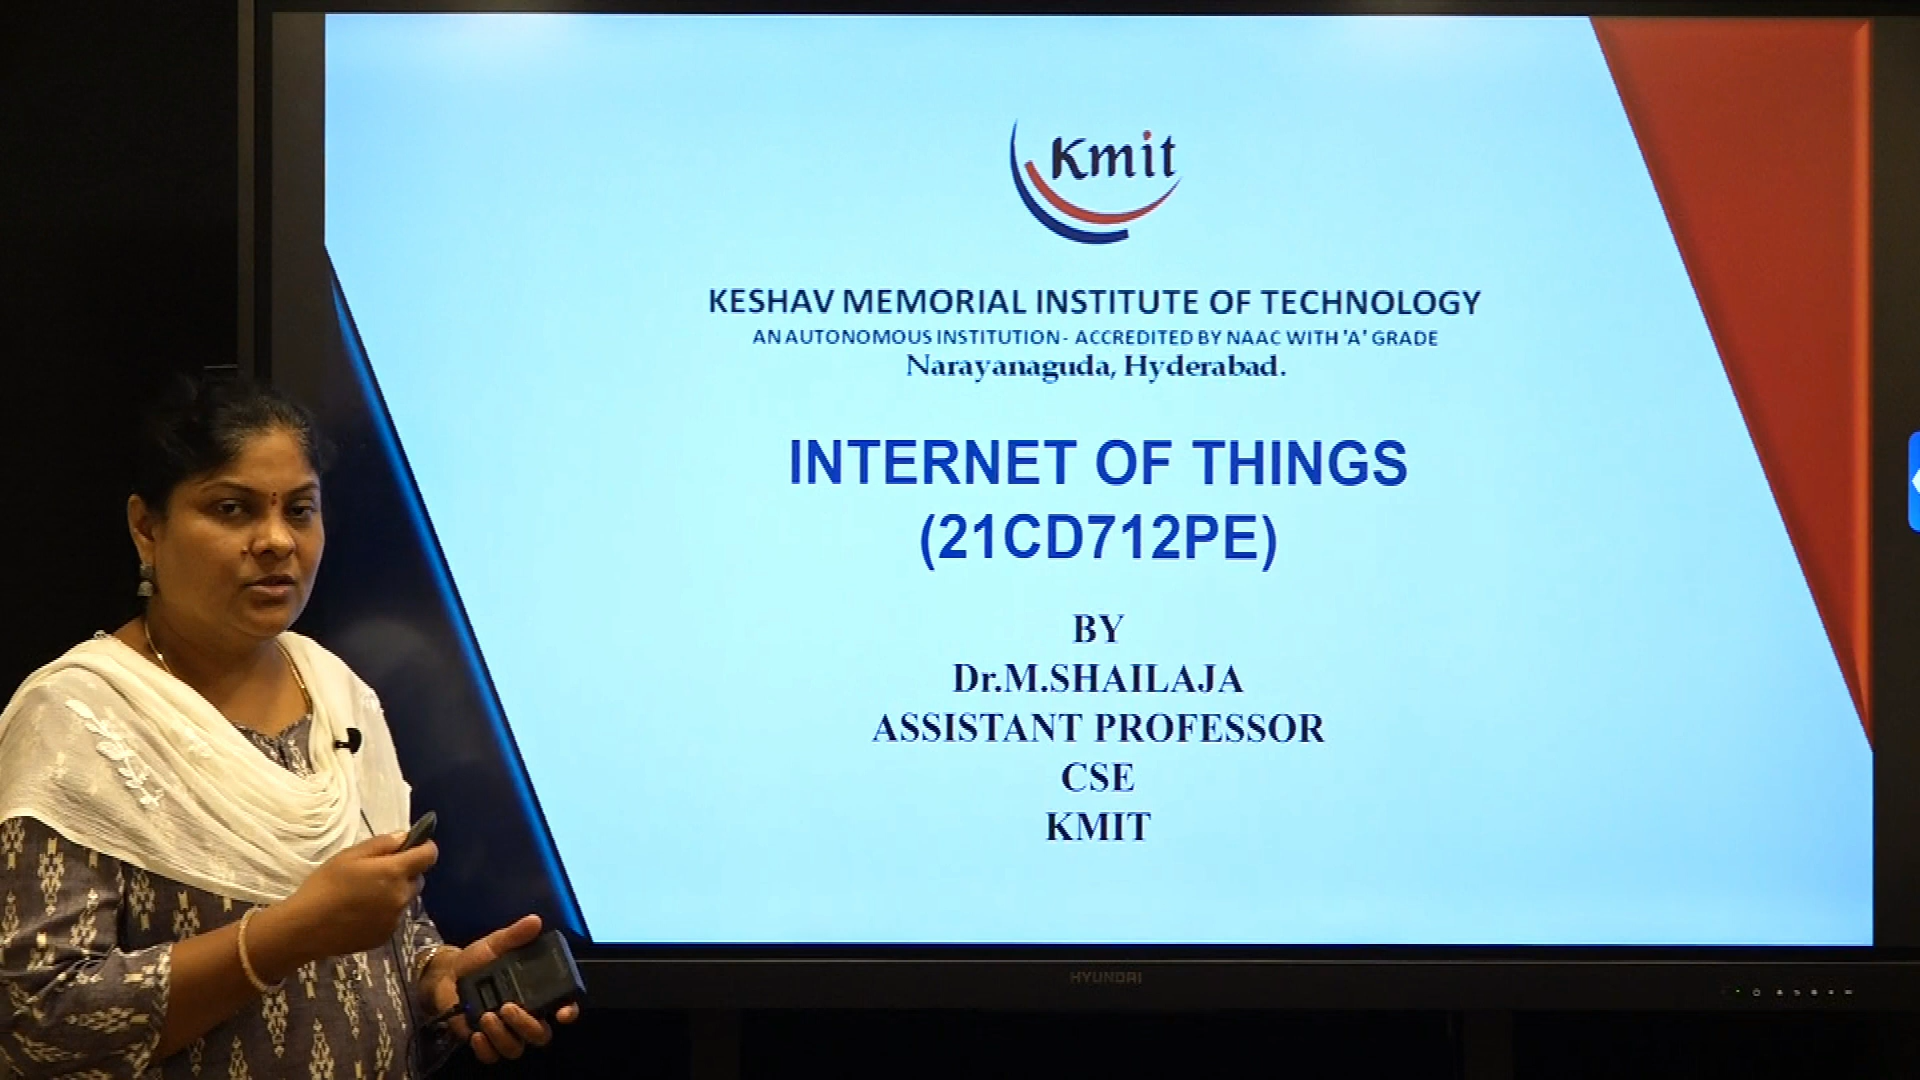 Kmit
KESHAV MEMORIAL INSTITUTE OF TECHNOLOGY
AN AUTONOMOUS INSTITUTION - ACCREDITED BY NAAC WITH 'A' GRADE
Narayanaguda, Hyderabad.
INTERNET OF THINGS
(21CD712PE)
BY
Dr.M.SHAILAJA
ASSISTANT PROFESSOR
CSE
KMIT
HYUNDAI